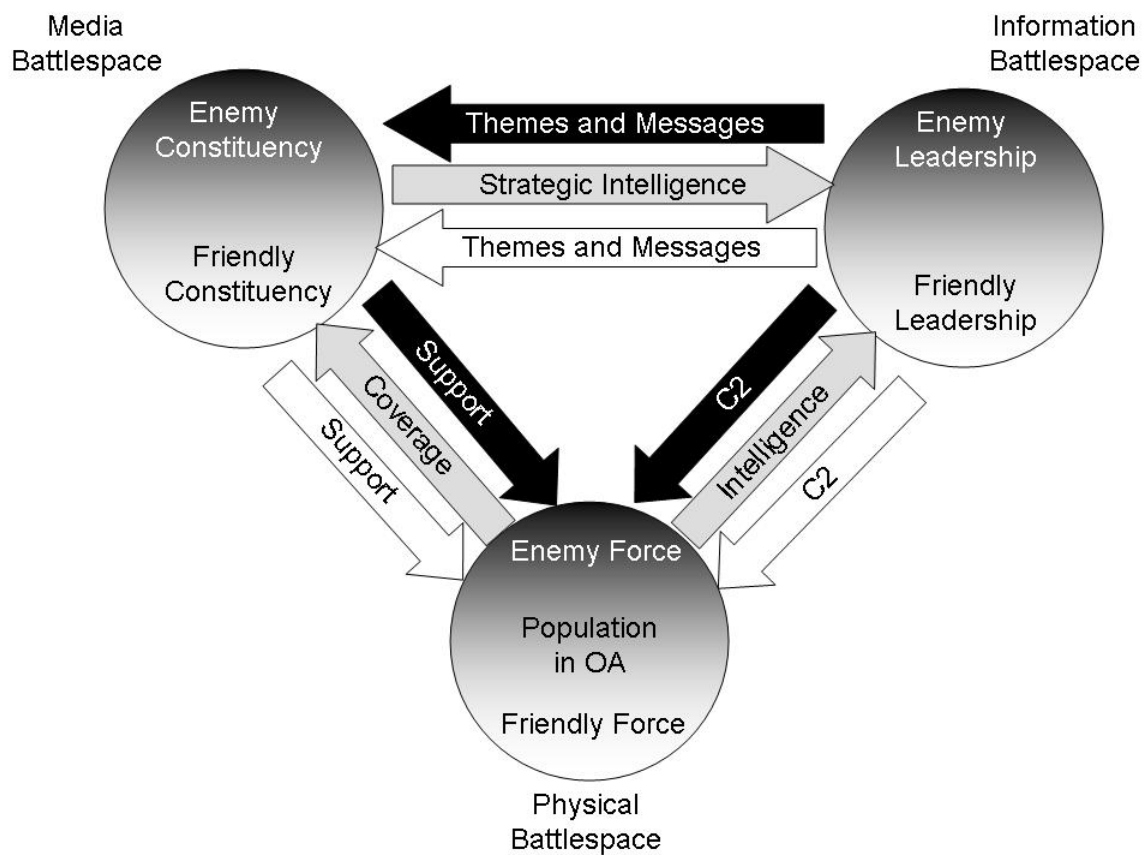 Media
Battlespace
Information
Battlespace
Enemy
Constituency
Friendly
Constituency
Themes and Messages
Strategic Intelligence
Themes and Messages
Enemy
Leadership
Friendly
Leadership
Support
Coverage
Support
C2
Intelligence
C2
Enemy Force
Population
in OA
Friendly Force
Physical
Battlespace